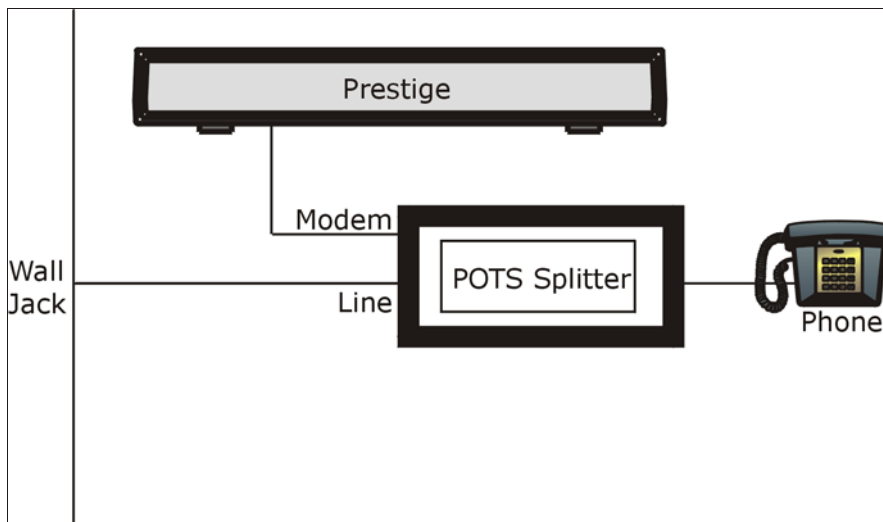 Prestige
Modem
Wall
Jack
Line
POTS Splitter
Phone